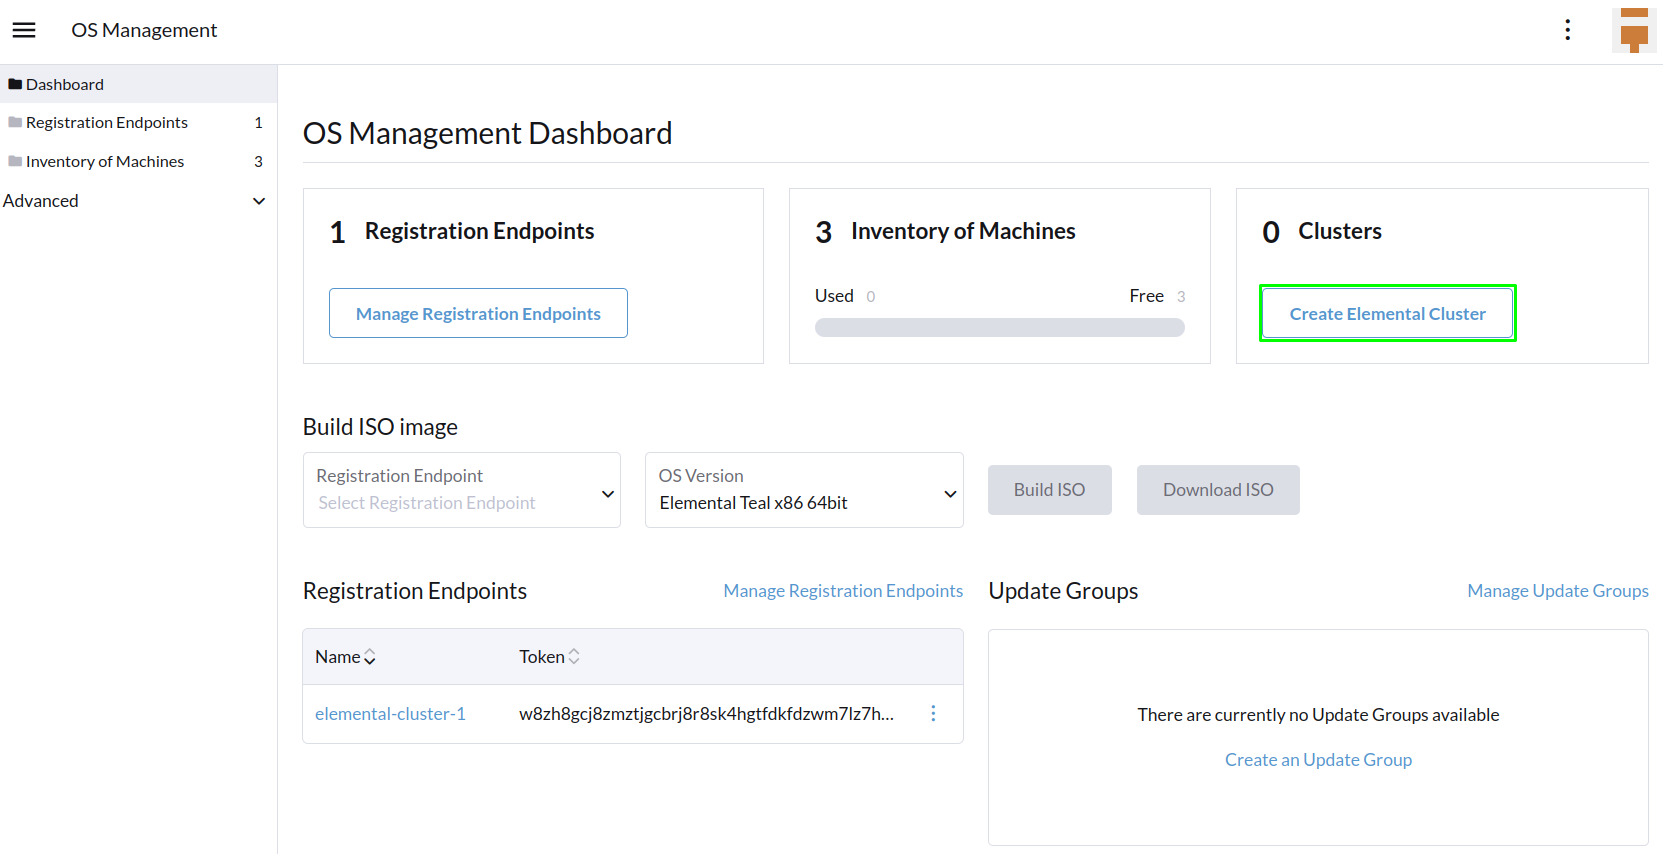 OS Management
Dashboard
Registration Endpoints 1
Inventory of Machines 3
Advanced
OS Management Dashboard
1 Registration Endpoints
Manage Registration Endpoints
3 Inventory of Machines
Used 0 Free 3
0 Clusters
Create Elemental Cluster
Build ISO image
Registration Endpoint
Select Registration Endpoint
OS Version
Elemental Teal x86 64bit
Build ISO
Download ISO
Registration Endpoints Manage Registration Endpoints
Name Token
elemental-cluster-1 w8zh8gcj8zmztjgcbrj8r8sk4hgtfdkfdzwm7lz7h...
Update Groups Manage Update Groups
There are currently no Update Groups available
Create an Update Group